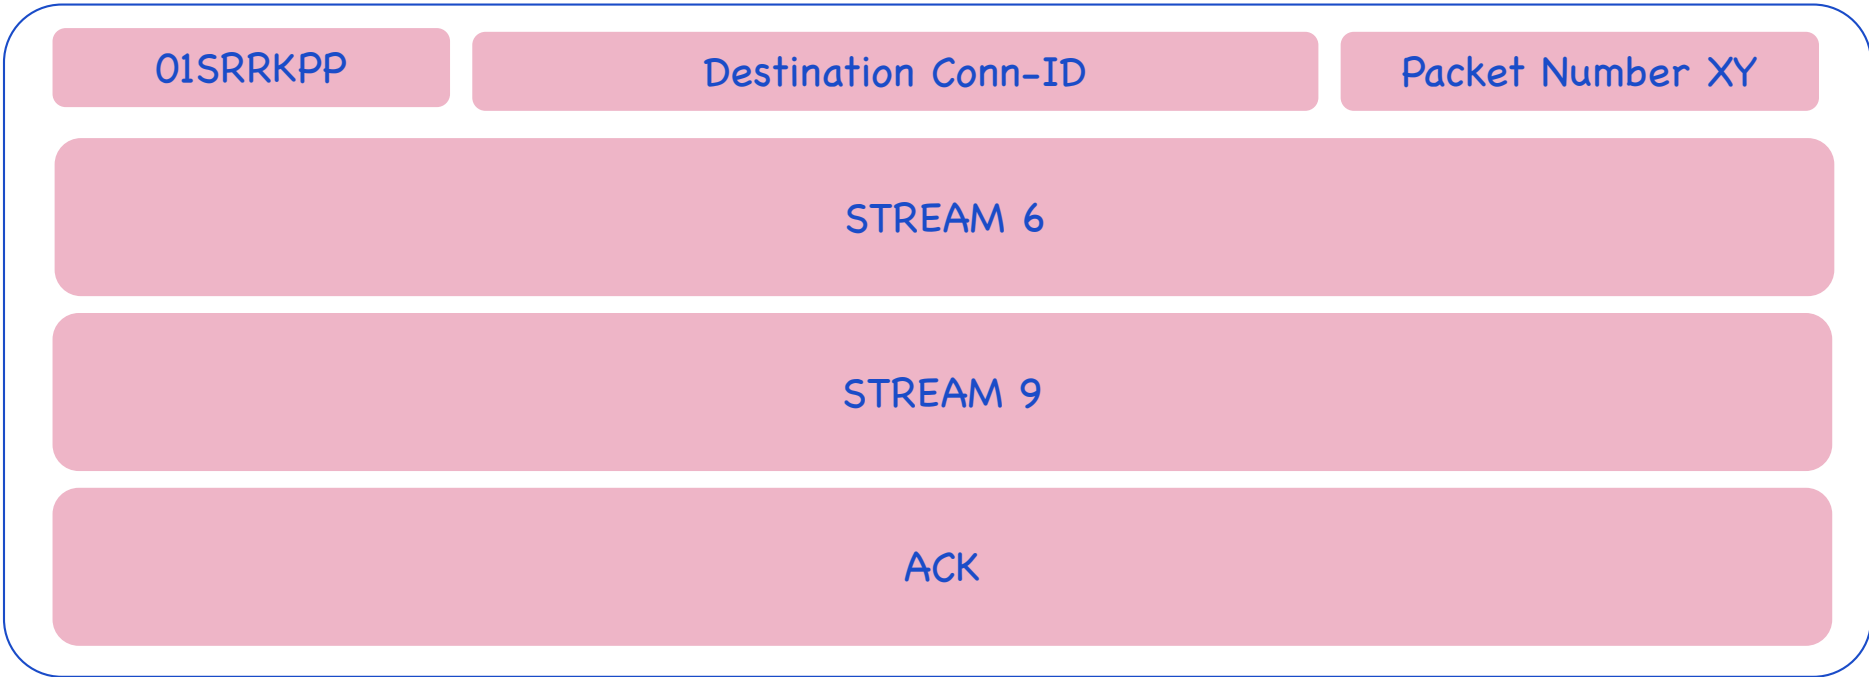 01SRRKPP Destination Conn-ID Packet Number XY
STREAM 6
STREAM 9
ACK